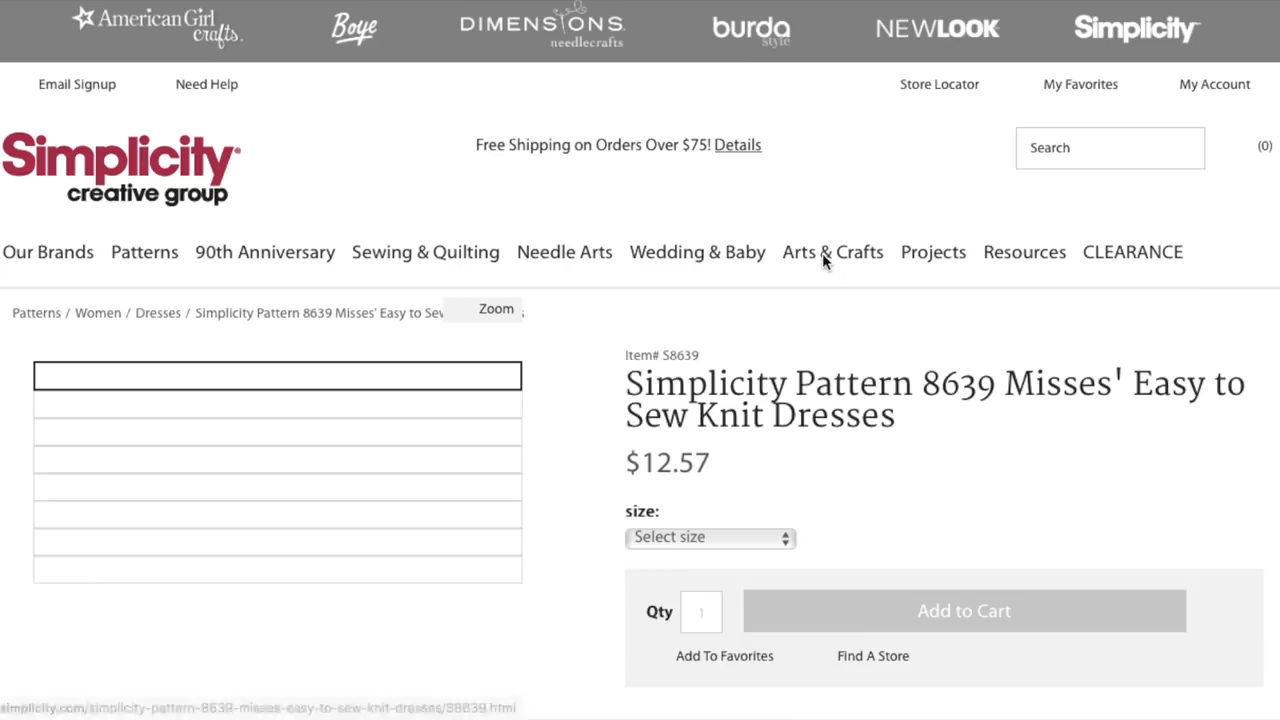 American Girl crafts.
Boye
DIMENSIONS needlecrafts
burda style
NEWLOOK
Simplicity
Email Signup
Need Help
Store Locator
My Favorites
My Account
Simplicity
creative group
Free Shipping on Orders Over $75! Details
Search
(0)
Our Brands Patterns 90th Anniversary Sewing & Quilting Needle Arts Wedding & Baby Arts & Crafts Projects Resources CLEARANCE
Patterns / Women / Dresses / Simplicity Pattern 8639 Misses' Easy to
Zoom
Item# S8639
Simplicity Pattern 8639 Misses' Easy to
Sew Knit Dresses
$12.57
size:
Select size
Qty 1 Add to Cart
Add To Favorites Find A Store
simplicity.com/simplicity-pattern-8639-misses-easy-to-sew-knit-dresses/S8639.html